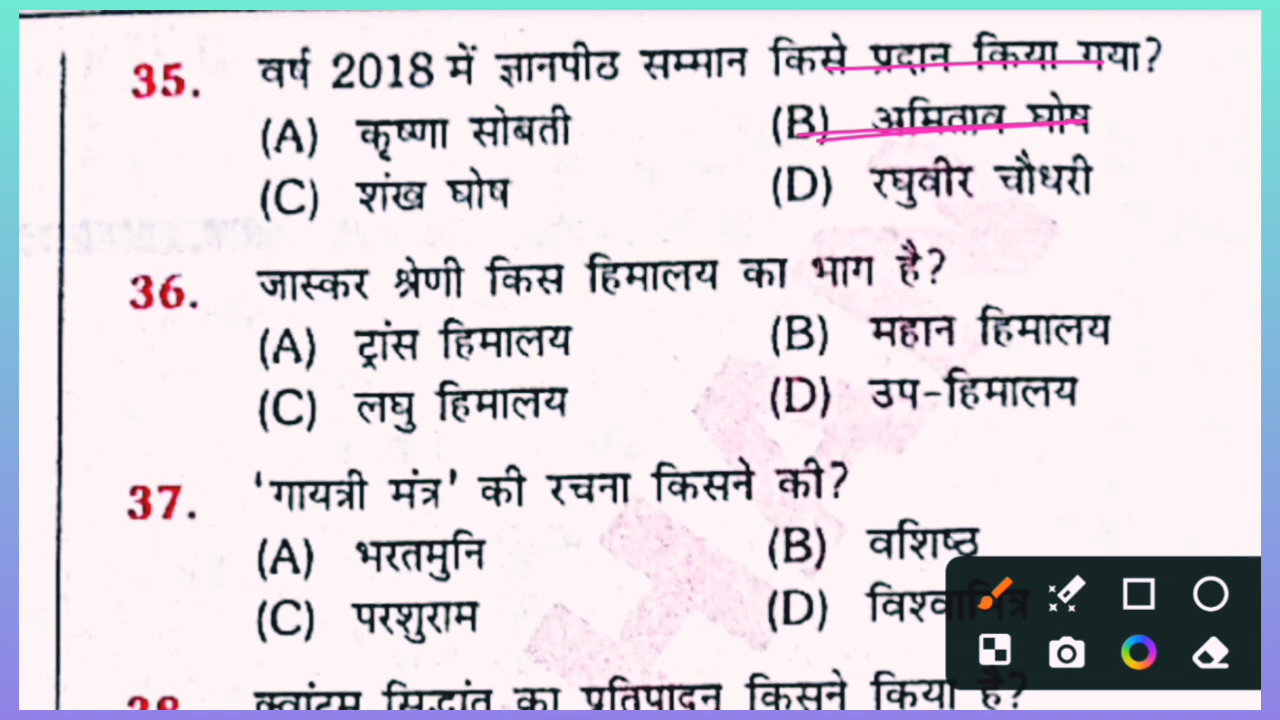 35. वर्ष 2018 में ज्ञानपीठ सम्मान किसे प्रदान किया गया?
(A) कृष्णा सोबती (B) अमिताव घोष
(C) शंख घोष (D) रघुवीर चौधरी
36. जास्कर श्रेणी किस हिमालय का भाग है?
(A) ट्रांस हिमालय (B) महान हिमालय
(C) लघु हिमालय (D) उप-हिमालय
37. 'गायत्री मंत्र' की रचना किसने की?
(A) भरतमुनि (B) वशिष्ठ
(C) परशुराम (D) विश्वामित्र
38. क्वांटम सिद्धांत का प्रतिपादन किसने किया है?